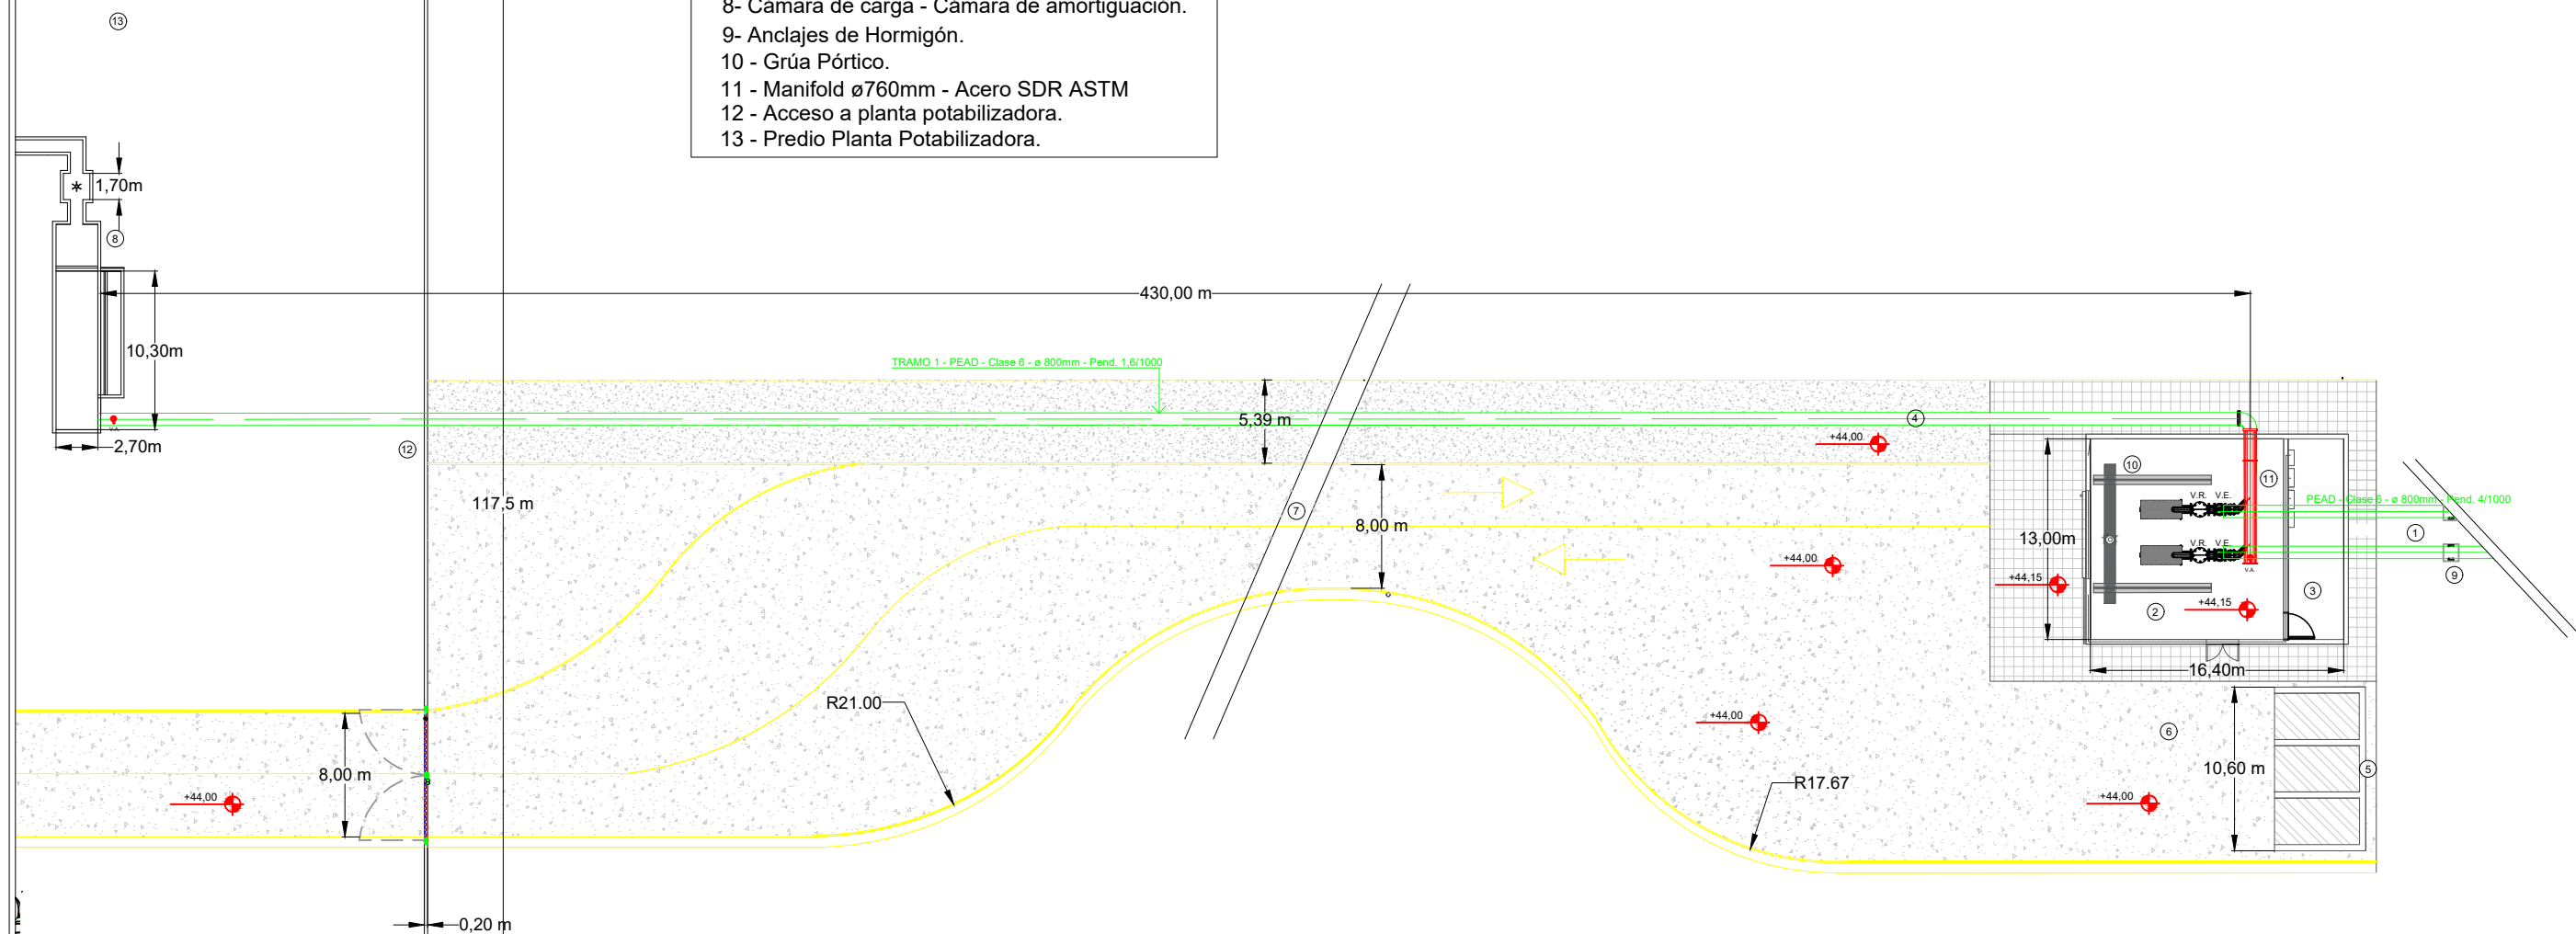 13
8- Cámara de carga - Cámara de amortiguación.
9- Anclajes de Hormigón.
10 - Grúa Pórtico.
11 - Manifold ø760mm - Acero SDR ASTM
12 - Acceso a planta potabilizadora.
13 - Predio Planta Potabilizadora.
1,70m
8
430,00 m
10,30m
TRAMO 1 - PEAD - Clase 6 - ø 800mm - Pend. 1,6/1000
V.A.
5,39 m
4
+44,00
2,70m
12
10
11
117,5 m
7
8,00 m
V.R. V.E.
PEAD - Clase 6 - ø 800mm - Pend. 4/1000
13,00m
1
V.R. V.E.
V.A.
+44,00
+44,15
9
3
2
+44,15
16,40m
R21.00
+44,00
6
8,00 m
R17.67
10,60 m
5
+44,00
+44,00
0,20 m